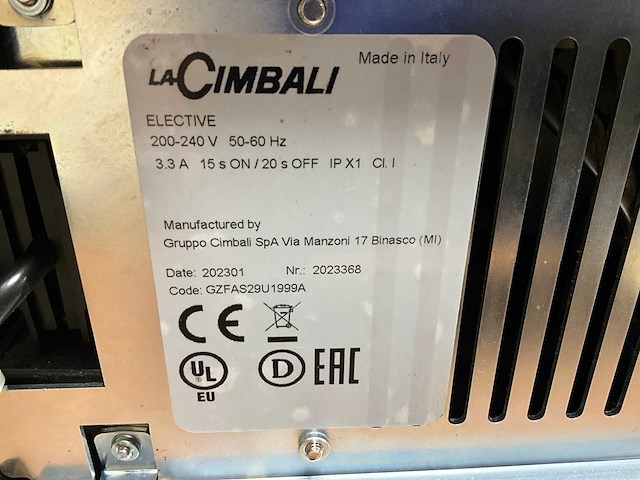 LACIMBALI
Made in Italy
ELECTIVE
200-240 V 50-60 Hz
3.3 A 15 s ON / 20 s OFF IP X1 Cl. I
Manufactured by
Gruppo Cimbali SpA Via Manzoni 17 Binasco (MI)
Date: 202301 Nr.: 2023368
Code: GZFAS29U1999A
CE
UL D EAC
EU